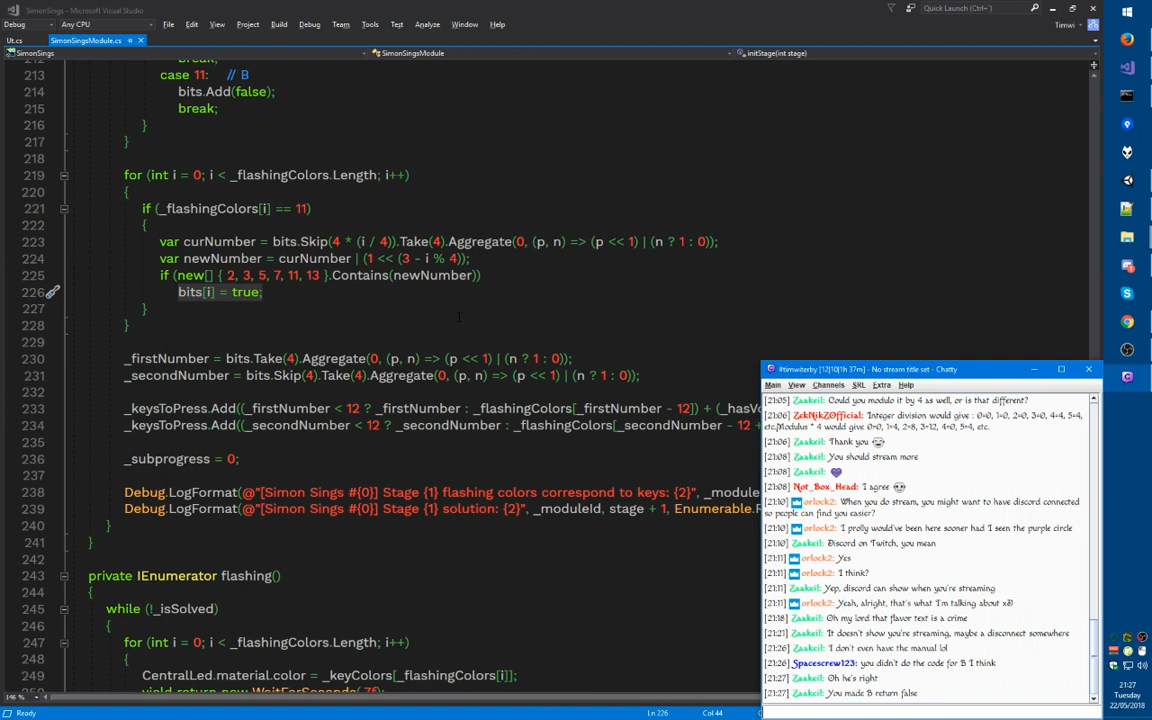 SimonSings - Microsoft Visual Studio
Quick Launch (Ctrl+')
File Edit View Project Build Debug Team Tools Test Analyze Window Help
Timwi
Debug Any CPU
Ut.cs SimonSingsModule.cs
SimonSings SimonSingsModule initStage(int stage)
212 break;
213 case 11: // B
214 bits.Add(false);
215 break;
216 }
217 }
218
219 for (int i = 0; i < _flashingColors.Length; i++)
220 {
221 if (_flashingColors[i] == 11)
222 {
223 var curNumber = bits.Skip(4 * (i / 4)).Take(4).Aggregate(0, (p, n) => (p << 1) | (n ? 1 : 0));
224 var newNumber = curNumber | (1 << (3 - i % 4));
225 if (new[] { 2, 3, 5, 7, 11, 13 }.Contains(newNumber))
226 bits[i] = true;
227 }
228 }
229
230 _firstNumber = bits.Take(4).Aggregate(0, (p, n) => (p << 1) | (n ? 1 : 0));
231 _secondNumber = bits.Skip(4).Take(4).Aggregate(0, (p, n) => (p << 1) | (n ? 1 : 0));
232
233 _keysToPress.Add((_firstNumber < 12 ? _firstNumber : _flashingColors[_firstNumber - 12]) + (_hasVo
234 _keysToPress.Add((_secondNumber < 12 ? _secondNumber : _flashingColors[_secondNumber - 12 +
235
236 _subprogress = 0;
237
238 Debug.LogFormat(@"[Simon Sings #{0}] Stage {1} flashing colors correspond to keys: {2}", _module
239 Debug.LogFormat(@"[Simon Sings #{0}] Stage {1} solution: {2}", _moduleId, stage + 1, Enumerable.R
240 }
241 }
242
243 private IEnumerator flashing()
244 {
245 while (!_isSolved)
246 {
247 for (int i = 0; i < _flashingColors.Length; i++)
248 {
249 CentralLed.material.color = _keyColors[_flashingColors[i]];
250 yield return new WaitForSeconds(.7f);
146 %
Ready Ln 226 Col 44
#timwiterby [12|10|1h 37m] - No stream title set - Chatty
Main View Channels SRL Extra Help
[21:05] Zaakeil: Could you modulo it by 4 as well, or is that different?
[21:06] ZekNikZOfficial: Integer division would give : 0=0, 1=0, 2=0, 3=0, 4=4, 5=4,
etc.Modulus * 4 would give 0=0, 1=4, 2=8, 3=12, 4=0, 5=4, etc.
[21:06] Zaakeil: Thank you
[21:08] Zaakeil: You should stream more
[21:08] Zaakeil:
[21:08] Not_Box_Head: I agree
[21:10] orlock2: When you do stream, you might want to have discord connected
so people can find you easier?
[21:10] orlock2: I prolly would've been here sooner had I seen the purple circle
[21:10] Zaakeil: Discord on Twitch, you mean
[21:11] orlock2: Yes
[21:11] orlock2: I think?
[21:11] Zaakeil: Yep, discord can show when you're streaming
[21:11] orlock2: Yeah, alright, that's what I'm talking about xD
[21:18] Zaakeil: Oh my lord that flavor text is a crime
[21:21] Zaakeil: It doesn't show you're streaming, maybe a disconnect somewhere
[21:26] Zaakeil: I don't even have the manual lol
[21:26] Spacescrew123: you didn't do the code for B I think
[21:27] Zaakeil: Oh he's right
[21:27] Zaakeil: You made B return false
21:27
Tuesday
22/05/2018